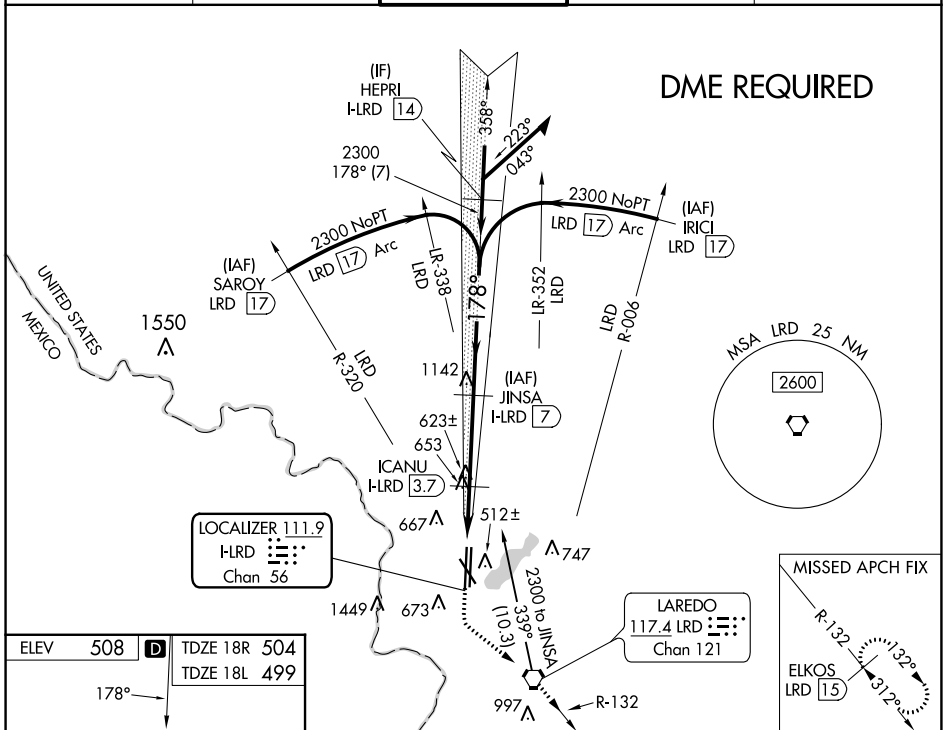 DME REQUIRED
(IF)
HEPRI
I-LRD 14
358°
223°
043°
2300
178° (7)
2300 NoPT
LRD 17 Arc
(IAF)
SAROY
LRD 17
LR-338
LRD
178°
LR-352
LRD
2300 NoPT
LRD 17 Arc
(IAF)
IRICI
LRD 17
LRD
R-006
LRD
R-320
UNITED STATES
MEXICO
1550
MSA LRD 25 NM
2600
1142
(IAF)
JINSA
I-LRD 7
623±
653
ICANU
I-LRD 3.7
667
512±
747
LOCALIZER 111.9
I-LRD
Chan 56
1449
673
2300 to JINSA
339°
(10.3)
LAREDO
117.4 LRD
Chan 121
997
R-132
MISSED APCH FIX
R-132
132°
312°
ELKOS
LRD 15
ELEV 508 D TDZE 18R 504
TDZE 18L 499
178°